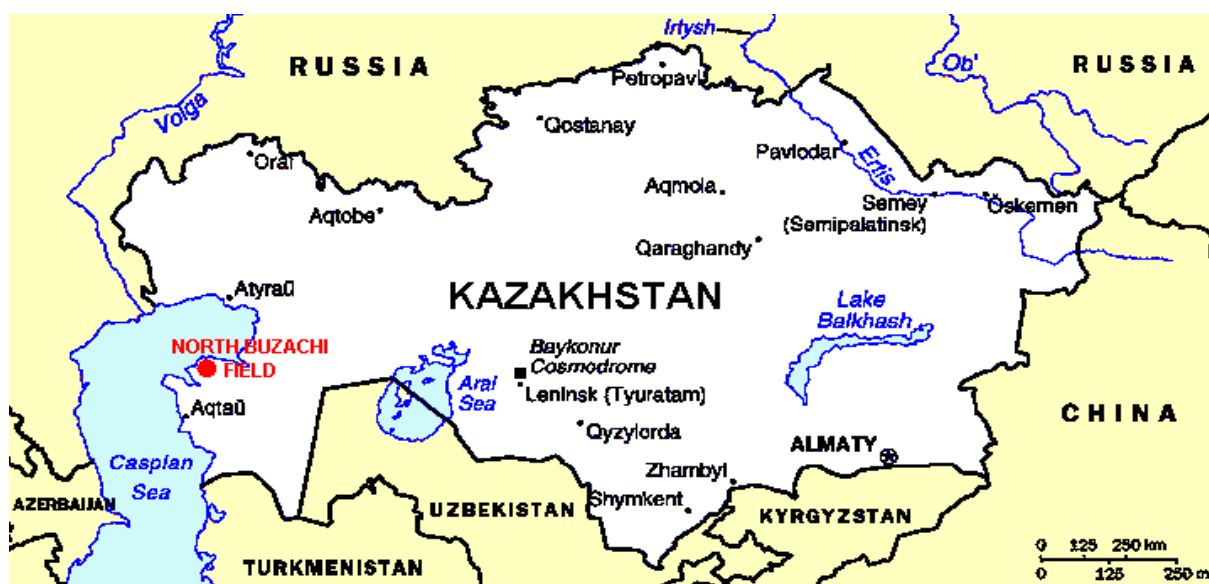 Irtysh
RUSSIA
Ob'
RUSSIA
Petropavl
Volga
Qostanay
Pavlodar
Oral
Ertis
Aqmola
Aqtobe
Semey
(Semipalatinsk)
Öskemen
Qaraghandy
Atyraū
KAZAKHSTAN
Lake
Balkhash
NORTH BUZACHI
FIELD
Baykonur
Cosmodrome
Aral
Sea
Leninsk (Tyuratam)
Aqtaū
CHINA
Qyzylorda
ALMATY
Caspian
Sea
Zhambyl
Shymkent
AZERBAIJAN
UZBEKISTAN
KYRGYZSTAN
TURKMENISTAN
0 125 250 km
0 125 250 m